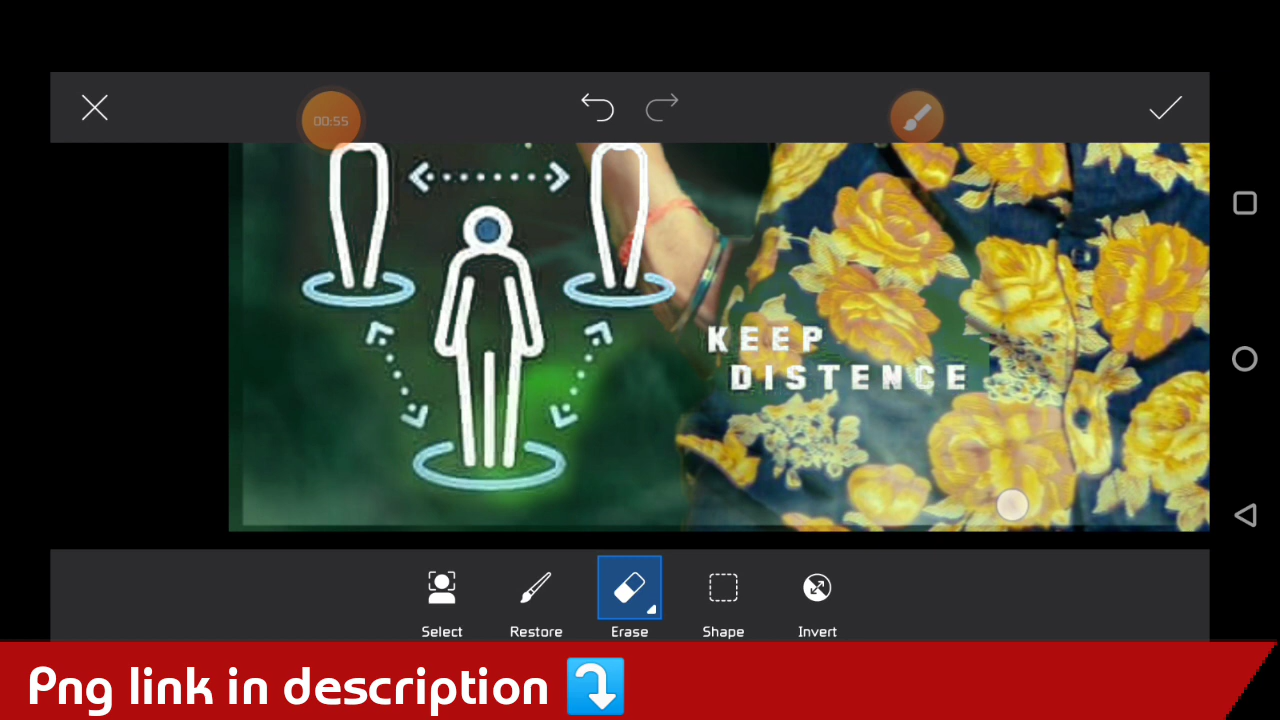 00:55
KEEP
DISTENCE
Select
Restore
Erase
Shape
Invert
Png link in description